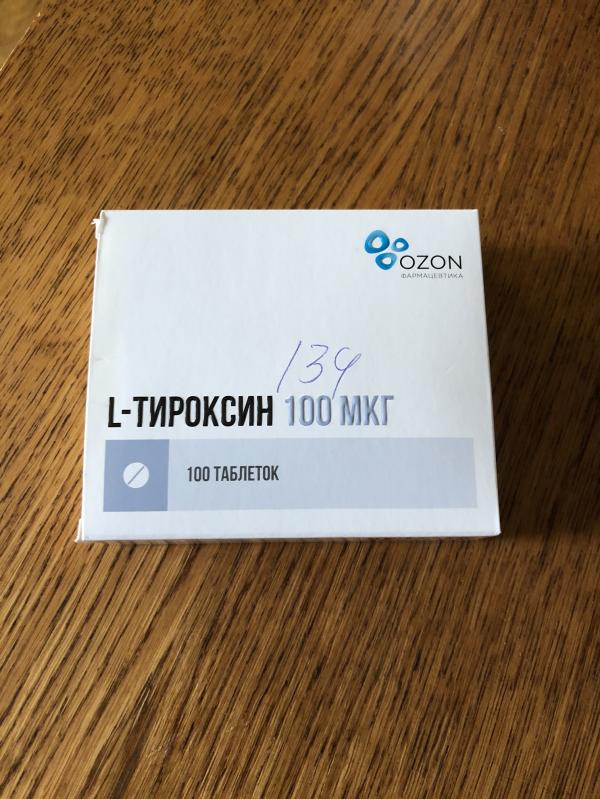 OZON
ФАРМАЦЕВТИКА
134
L-ТИРОКСИН 100 МКГ
100 ТАБЛЕТОК